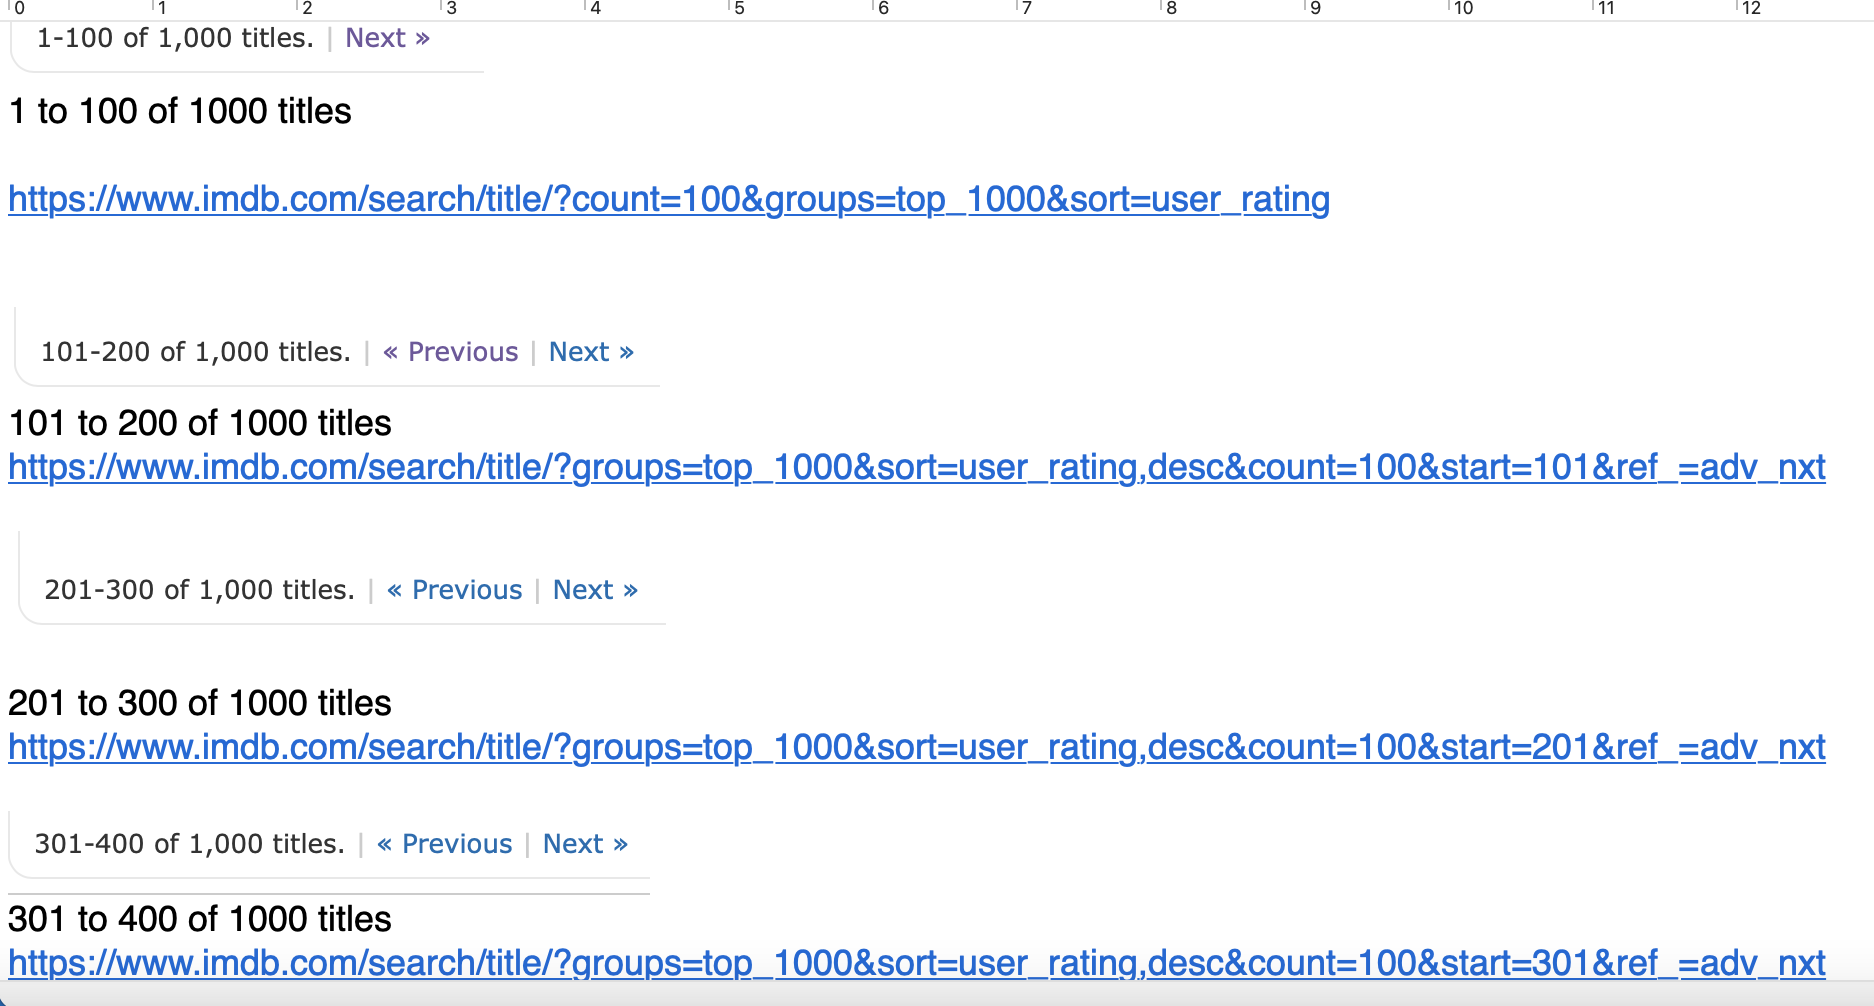 0 1 2 3 4 5 6 7 8 9 10 11 12
1-100 of 1,000 titles. | Next »
1 to 100 of 1000 titles
https://www.imdb.com/search/title/?count=100&groups=top_1000&sort=user_rating
101-200 of 1,000 titles. | « Previous | Next »
101 to 200 of 1000 titles
https://www.imdb.com/search/title/?groups=top_1000&sort=user_rating,desc&count=100&start=101&ref_=adv_nxt
201-300 of 1,000 titles. | « Previous | Next »
201 to 300 of 1000 titles
https://www.imdb.com/search/title/?groups=top_1000&sort=user_rating,desc&count=100&start=201&ref_=adv_nxt
301-400 of 1,000 titles. | « Previous | Next »
301 to 400 of 1000 titles
https://www.imdb.com/search/title/?groups=top_1000&sort=user_rating,desc&count=100&start=301&ref_=adv_nxt